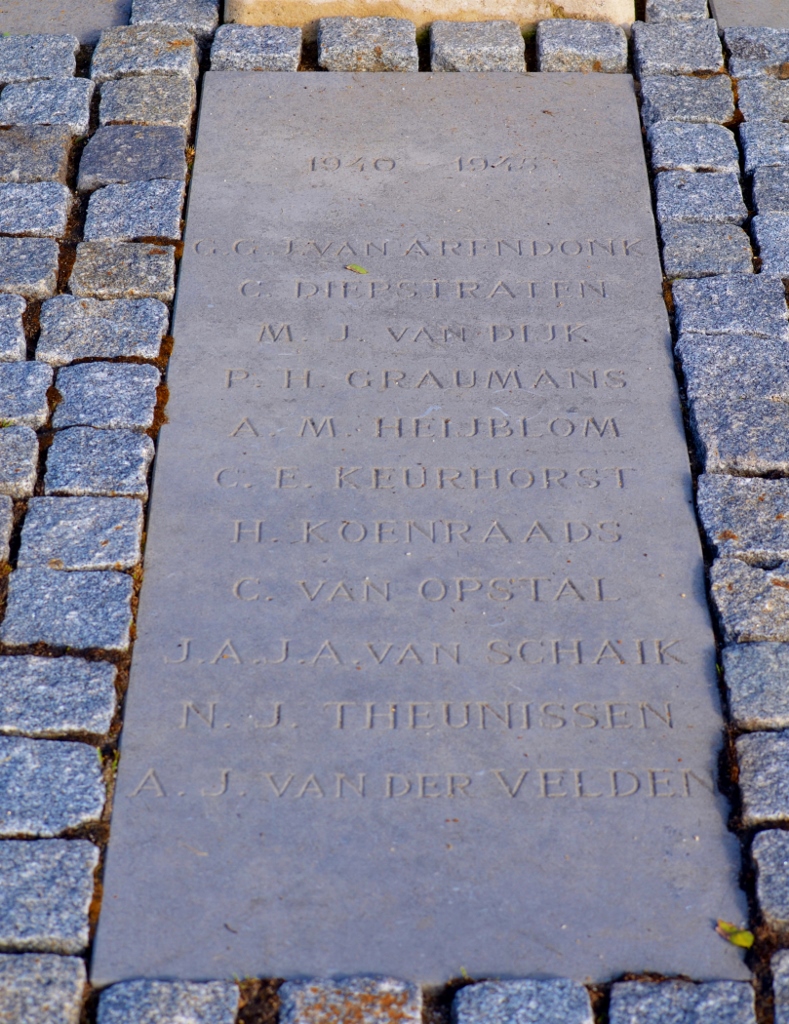 1940 1945
G. G. J. VAN ARENDONK
C. DIEPSTRATEN
M. J. VAN DIJK
P. H. GRAUMANS
A. M. HEIJBLOM
C. E. KEURHORST
H. KOENRAADS
C. VAN OPSTAL
J. A. J. A. VAN SCHAIK
N. J. THEUNISSEN
A. J. VAN DER VELDEN